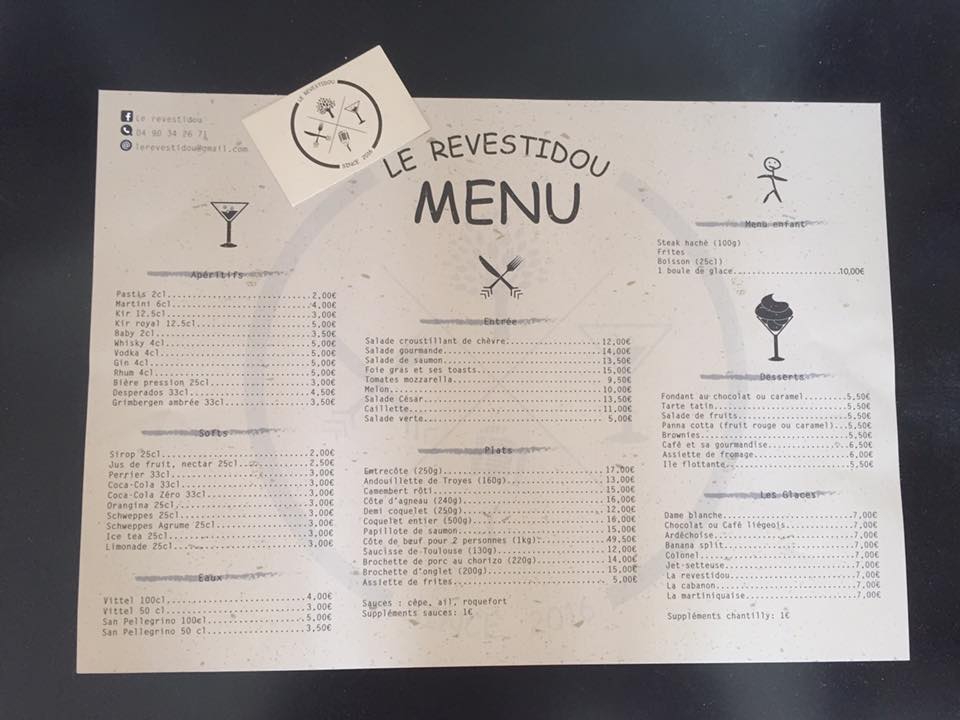 Le revestidou
04 90 34 26 71
lerevestidou@gmail.com
LE REVESTIDOU
SINCE 2016
LE REVESTIDOU
MENU
Apéritifs
Pastis 2cl..........2,00€
Martini 6cl..........4,00€
Kir 12.5cl..........3,00€
Kir royal 12.5cl..........5,00€
Baby 2cl..........3,50€
Whisky 4cl..........5,00€
Vodka 4cl..........5,00€
Gin 4cl..........5,00€
Rhum 4cl..........5,00€
Bière pression 25cl..........3,00€
Desperados 33cl..........4,50€
Grimbergen ambrée 33cl..........3,50€
Softs
Sirop 25cl..........2,00€
Jus de fruit, nectar 25cl..........2,50€
Perrier 33cl..........3,00€
Coca-Cola 33cl..........3,00€
Coca-Cola Zéro 33cl..........3,00€
Orangina 25cl..........3,00€
Schweppes 25cl..........3,00€
Schweppes Agrume 25cl..........3,00€
Ice tea 25cl..........3,00€
Limonade 25cl..........3,00€
Eaux
Vittel 100cl..........4,00€
Vittel 50 cl..........3,00€
San Pellegrino 100cl..........5,00€
San Pellegrino 50 cl..........3,50€
Entrée
Salade croustillant de chèvre..........12,00€
Salade gourmande..........14,00€
Salade de saumon..........13,50€
Foie gras et ses toasts..........15,00€
Tomates mozzarella..........9,50€
Melon..........10,00€
Salade César..........13,50€
Caillette..........11,00€
Salade verte..........5,00€
Plats
Entrecôte (250g)..........17,00€
Andouillette de Troyes (160g)..........13,00€
Camembert rôti..........15,00€
Côte d'agneau (240g)..........16,00€
Demi coquelet (250g)..........12,00€
Coquelet entier (500g)..........16,00€
Papillote de saumon..........15,00€
Côte de bœuf pour 2 personnes (1kg)..........49,50€
Saucisse de Toulouse (130g)..........12,00€
Brochette de porc au chorizo (220g)..........14,00€
Brochette d'onglet (200g)..........15,00€
Assiette de frites..........5,00€
Sauces : cèpe, ail, roquefort
Suppléments sauces: 1€
Menu enfant
Steak haché (100g)
Frites
Boisson (25cl)
1 boule de glace..........10,00€
Désserts
Fondant au chocolat ou caramel..........5,50€
Tarte tatin..........5,50€
Salade de fruits..........5,50€
Panna cotta (fruit rouge ou caramel)...5,50€
Brownies..........5,50€
Café et sa gourmandise..........6,50€
Assiette de fromage..........6,00€
Ile flottante..........5,50€
Les Glaces
Dame blanche..........7,00€
Chocolat ou Café liégeois..........7,00€
Ardéchoise..........7,00€
Banana split..........7,00€
Colonel..........7,00€
Jet-setteuse..........7,00€
La revestidou..........7,00€
La cabanon..........7,00€
La martiniquaise..........7,00€
Suppléments chantilly: 1€